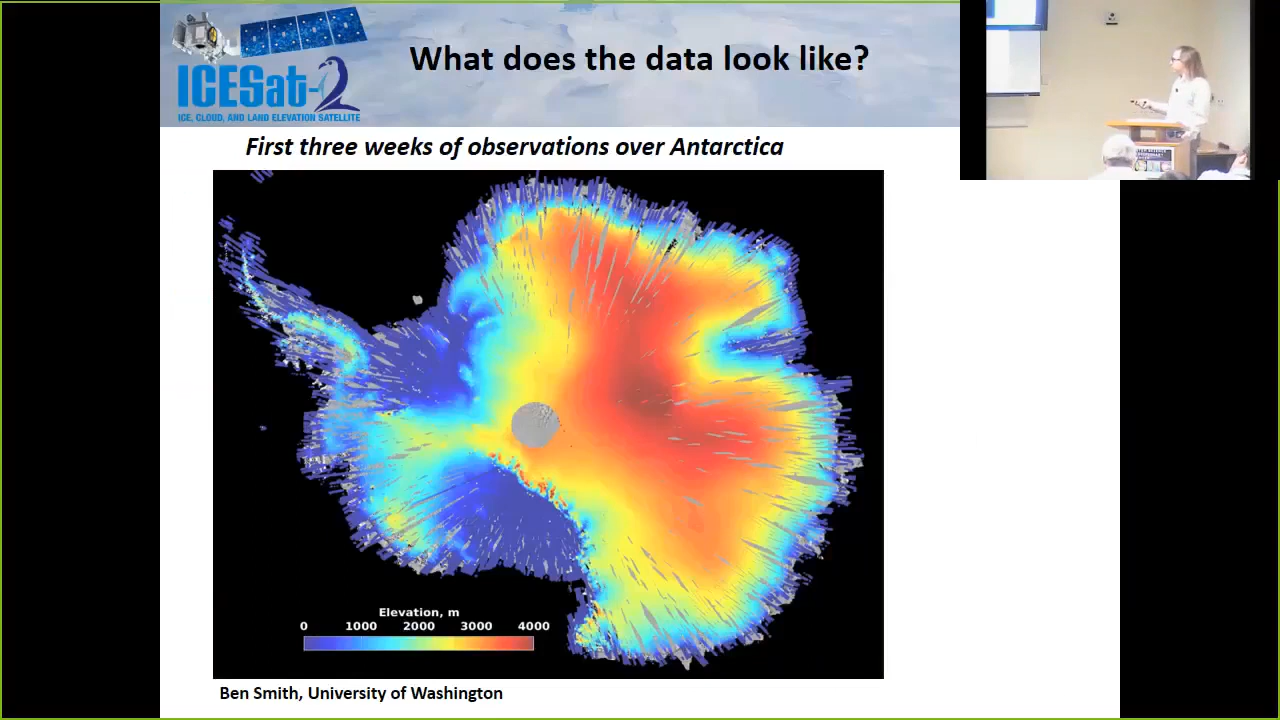 What does the data look like?
ICESat-2
ICE, CLOUD, AND LAND ELEVATION SATELLITE
First three weeks of observations over Antarctica
Elevation, m
0 1000 2000 3000 4000
Ben Smith, University of Washington